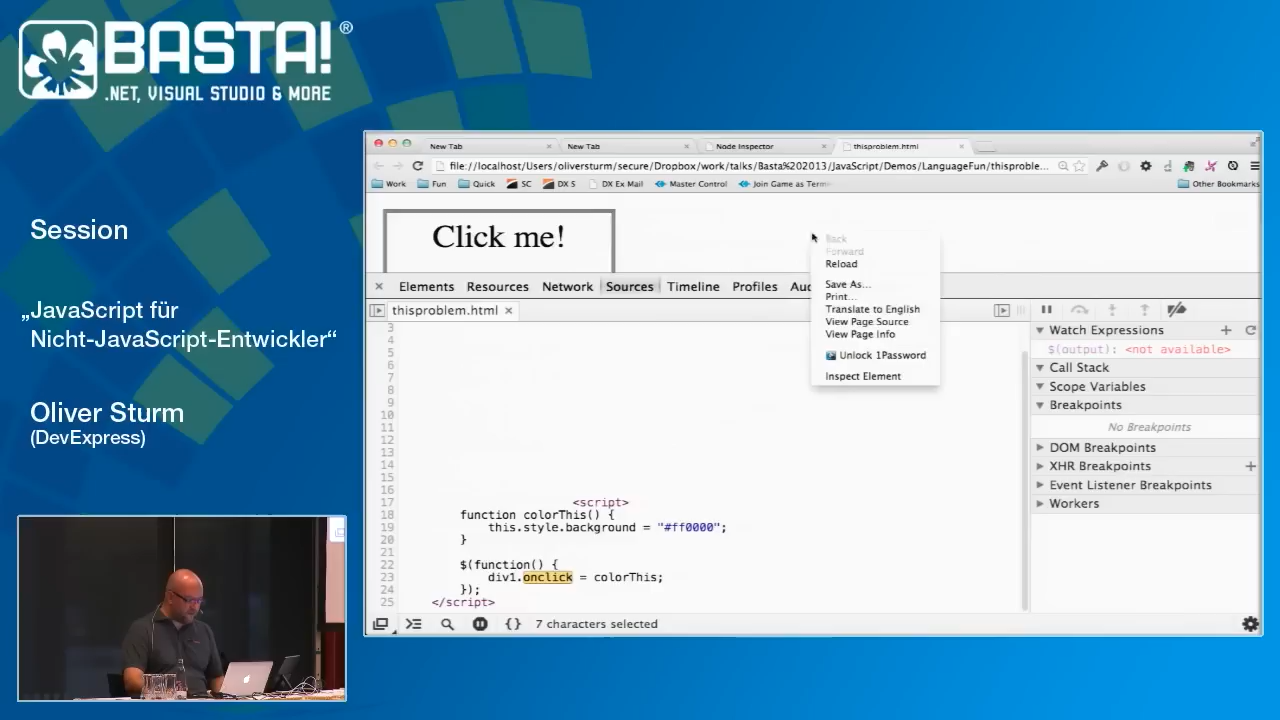 BASTA!®
.NET, VISUAL STUDIO & MORE
Session
„JavaScript für
Nicht-JavaScript-Entwickler“
Oliver Sturm
(DevExpress)
New Tab
New Tab
Node Inspector
thisproblem.html
file://localhost/Users/oliversturm/secure/Dropbox/work/talks/Basta%202013/JavaScript/Demos/LanguageFun/thisproble...
Work
Fun
Quick
SC
DX S
DX Ex Mail
Master Control
Join Game as Term
Other Bookmarks
Click me!
Back
Forward
Reload
Save As...
Print...
Translate to English
View Page Source
View Page Info
Unlock 1Password
Inspect Element
Elements
Resources
Network
Sources
Timeline
Profiles
Aud
thisproblem.html
3
4
5
6
7
8
9
10
11
12
13
14
15
16
17 <script>
18 function colorThis() {
19 this.style.background = "#ff0000";
20 }
21
22 $(function() {
23 div1.onclick = colorThis;
24 });
25 </script>
Watch Expressions
$(output): <not available>
Call Stack
Scope Variables
Breakpoints
No Breakpoints
DOM Breakpoints
XHR Breakpoints
Event Listener Breakpoints
Workers
{ } 7 characters selected